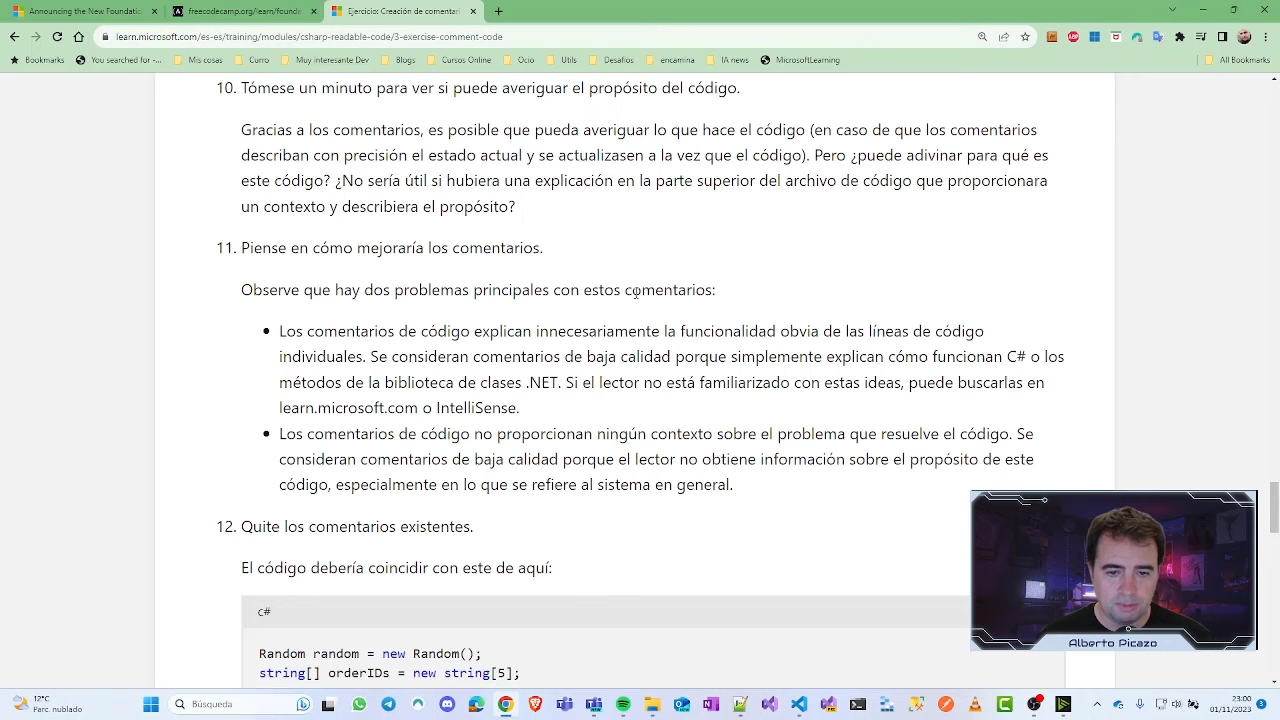 Announcing the New Foundatio
freecodecamp.org/learn/founda
Ejercicio: Creación de comentari
learn.microsoft.com/es-es/training/modules/csharp-readable-code/3-exercise-comment-code
Bookmarks
You searched for -...
Mis cosas
Curro
Muy interesante Dev
Blogs
Cursos Online
Ocio
Utils
Desafios
encamina
IA news
MicrosoftLearning
All Bookmarks
10. Tómese un minuto para ver si puede averiguar el propósito del código.
Gracias a los comentarios, es posible que pueda averiguar lo que hace el código (en caso de que los comentarios
describan con precisión el estado actual y se actualizasen a la vez que el código). Pero ¿puede adivinar para qué es
este código? ¿No sería útil si hubiera una explicación en la parte superior del archivo de código que proporcionara
un contexto y describiera el propósito?
11. Piense en cómo mejoraría los comentarios.
Observe que hay dos problemas principales con estos comentarios:
Los comentarios de código explican innecesariamente la funcionalidad obvia de las líneas de código
individuales. Se consideran comentarios de baja calidad porque simplemente explican cómo funcionan C# o los
métodos de la biblioteca de clases .NET. Si el lector no está familiarizado con estas ideas, puede buscarlas en
learn.microsoft.com o IntelliSense.
Los comentarios de código no proporcionan ningún contexto sobre el problema que resuelve el código. Se
consideran comentarios de baja calidad porque el lector no obtiene información sobre el propósito de este
código, especialmente en lo que se refiere al sistema en general.
12. Quite los comentarios existentes.
El código debería coincidir con este de aquí:
c#
Random random = new Random();
string[] orderIDs = new string[5];
Alberto Picazo
12°C
Parc. nublado
Búsqueda
23:00
01/11/2023
3